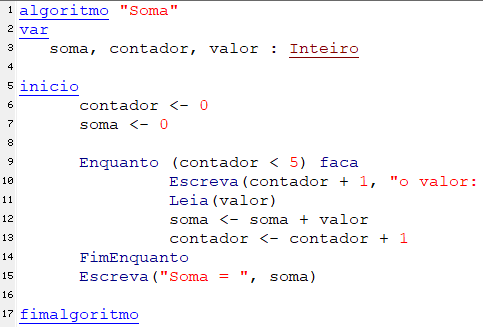 1 algoritmo "Soma"
2 var
3 soma, contador, valor : Inteiro
4
5 inicio
6 contador <- 0
7 soma <- 0
8
9 Enquanto (contador < 5) faca
10 Escreva(contador + 1, "o valor:
11 Leia(valor)
12 soma <- soma + valor
13 contador <- contador + 1
14 FimEnquanto
15 Escreva("Soma = ", soma)
16
17 fimalgoritmo